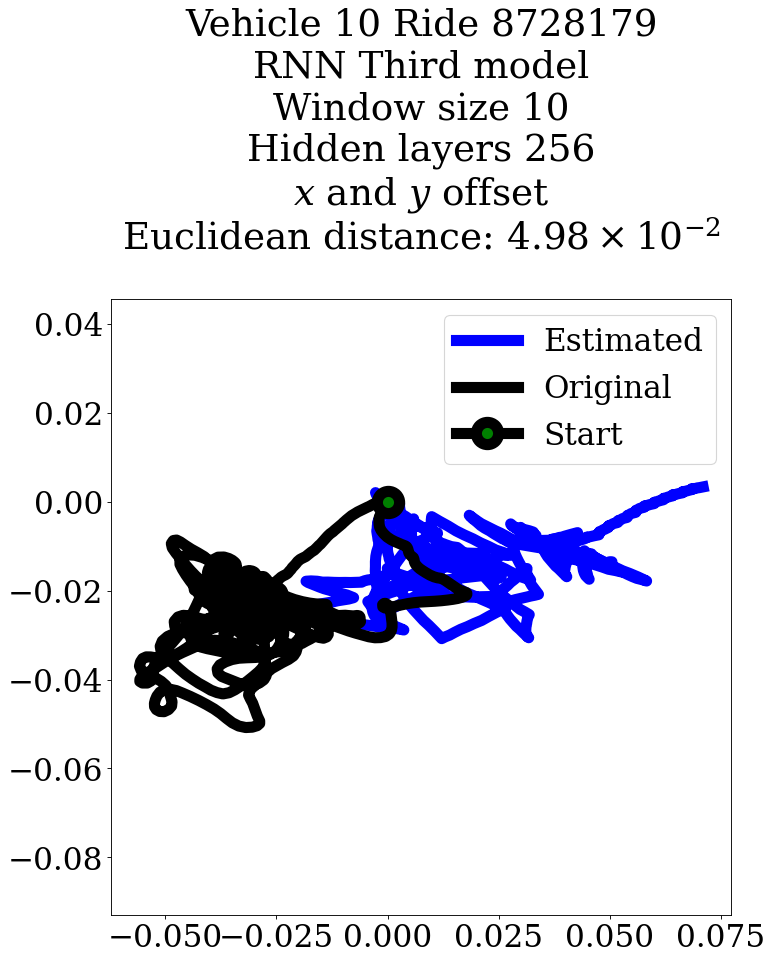 Vehicle 10 Ride 8728179
RNN Third model
Window size 10
Hidden layers 256
x and y offset
Euclidean distance: 4.98 × 10⁻²
Estimated
Original
Start
0.04
0.02
0.00
−0.02
−0.04
−0.06
−0.08
−0.050 −0.025 0.000 0.025 0.050 0.075